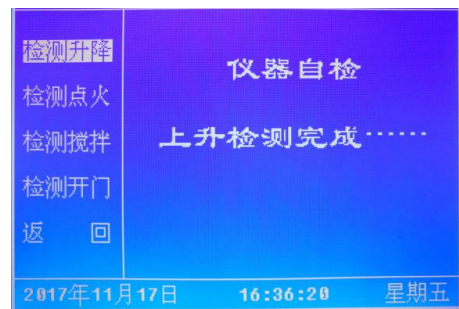 检测升降
检测点火
检测搅拌
检测开门
返 回
仪器自检
上升检测完成……
2017年11月17日 16:36:20 星期五